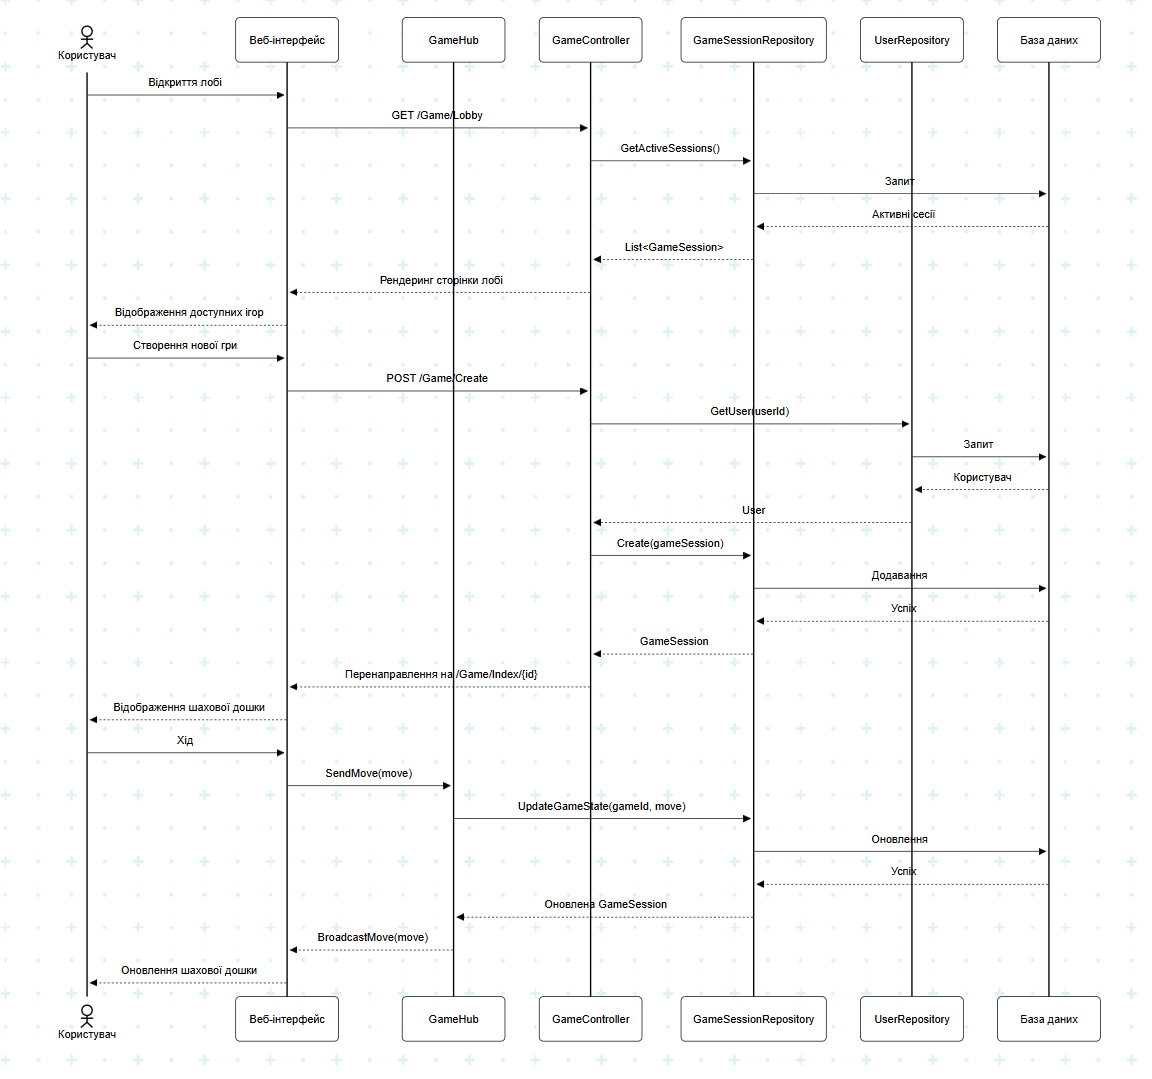 Користувач
Веб-інтерфейс
GameHub
GameController
GameSessionRepository
UserRepository
База даних
Відкриття лобі
GET /Game/Lobby
GetActiveSessions()
Запит
Активні сесії
List<GameSession>
Рендеринг сторінки лобі
Відображення доступних ігор
Створення нової гри
POST /Game/Create
GetUser(userId)
Запит
Користувач
User
Create(gameSession)
Додавання
Успіх
GameSession
Перенаправлення на /Game/Index/{id}
Відображення шахової дошки
Хід
SendMove(move)
UpdateGameState(gameId, move)
Оновлення
Успіх
Оновлена GameSession
BroadcastMove(move)
Оновлення шахової дошки
Користувач
Веб-інтерфейс
GameHub
GameController
GameSessionRepository
UserRepository
База даних